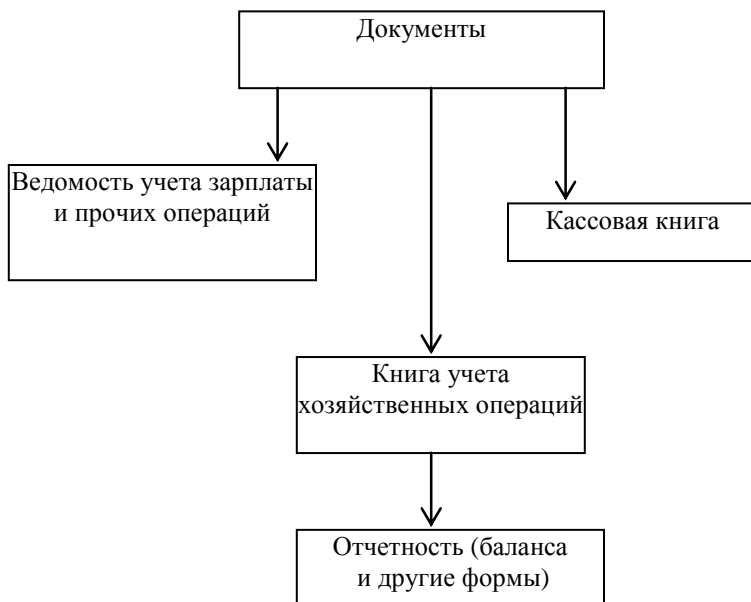 Документы
Ведомость учета зарплаты
и прочих операций
Кассовая книга
Книга учета
хозяйственных операций
Отчетность (баланса
и другие формы)